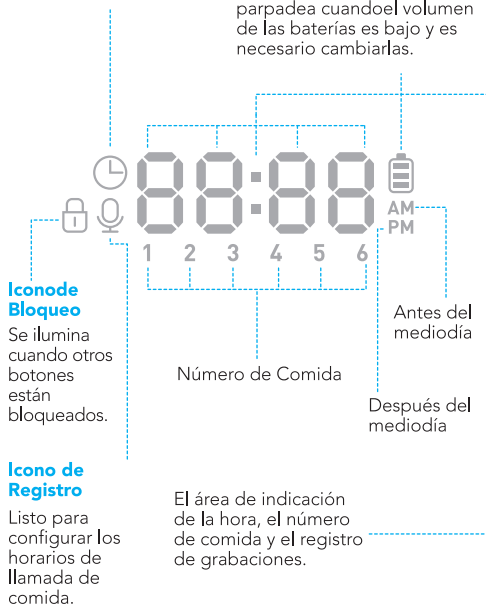 parpadea cuandoel volumen
de las baterías es bajo y es
necesario cambiarlas.
88:88
AM
PM
1 2 3 4 5 6
Iconode
Bloqueo
Se ilumina
cuando otros
botones
están
bloqueados.
Número de Comida
Antes del
mediodía
Después del
mediodía
Icono de
Registro
Listo para
configurar los
horarios de
llamada de
comida.
El área de indicación
de la hora, el número
de comida y el registro
de grabaciones.